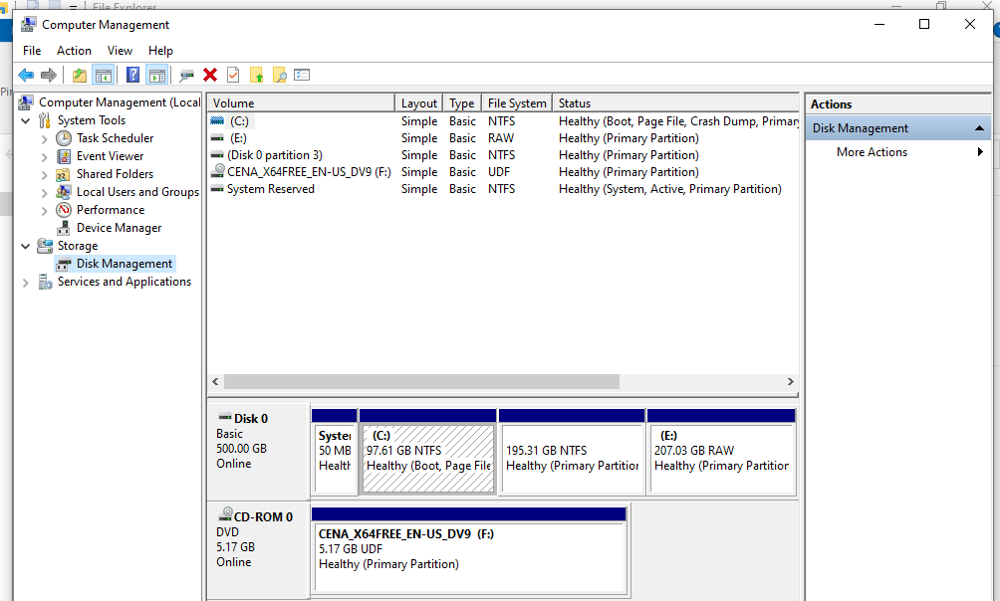 File Explorer
Computer Management
File Action View Help
Computer Management (Local
System Tools
Task Scheduler
Event Viewer
Shared Folders
Local Users and Groups
Performance
Device Manager
Storage
Disk Management
Services and Applications
Volume Layout Type File System Status
(C:) Simple Basic NTFS Healthy (Boot, Page File, Crash Dump, Primary
(E:) Simple Basic RAW Healthy (Primary Partition)
(Disk 0 partition 3) Simple Basic NTFS Healthy (Primary Partition)
CENA_X64FREE_EN-US_DV9 (F:) Simple Basic UDF Healthy (Primary Partition)
System Reserved Simple Basic NTFS Healthy (System, Active, Primary Partition)
Disk 0
Basic
500.00 GB
Online
Syster
50 MB
Health
(C:)
97.61 GB NTFS
Healthy (Boot, Page File
195.31 GB NTFS
Healthy (Primary Partition
(E:)
207.03 GB RAW
Healthy (Primary Partition
CD-ROM 0
DVD
5.17 GB
Online
CENA_X64FREE_EN-US_DV9 (F:)
5.17 GB UDF
Healthy (Primary Partition)
Actions
Disk Management
More Actions